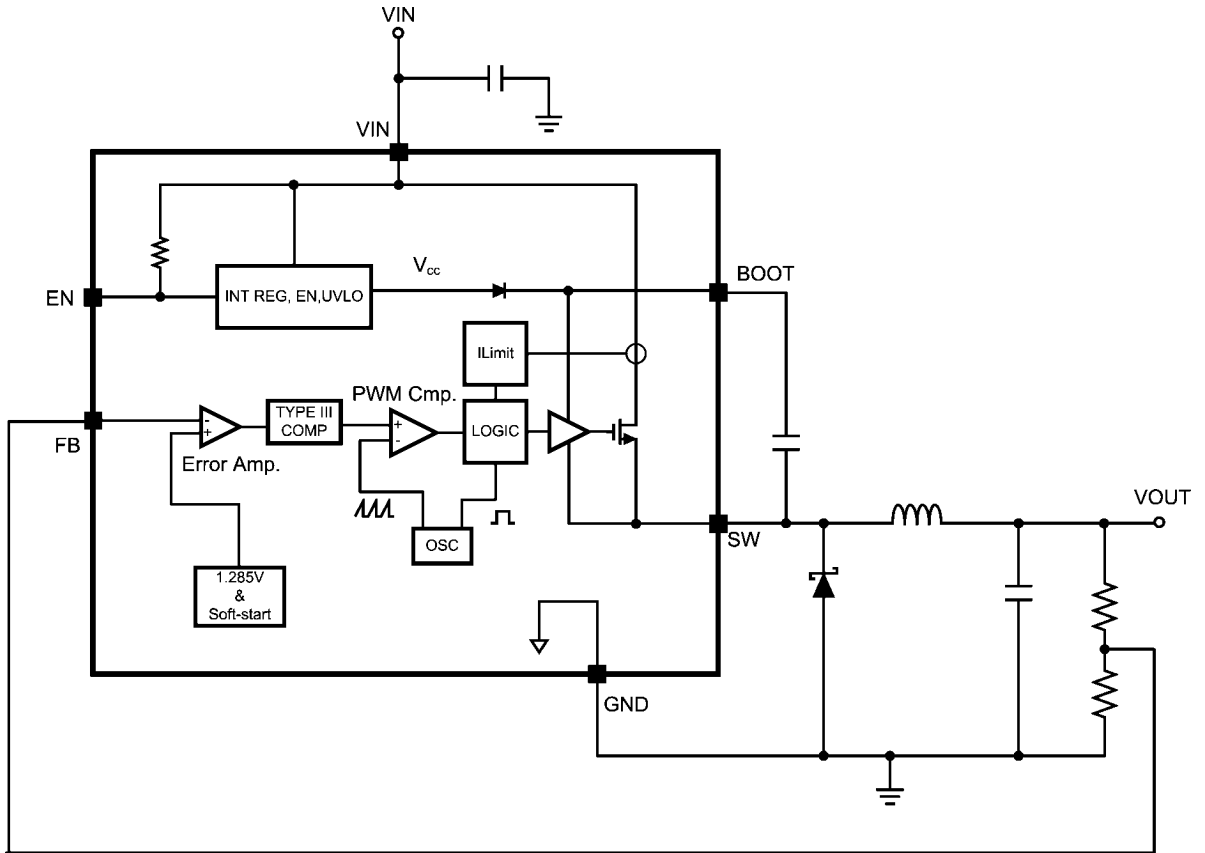 VIN
VIN
V_cc
BOOT
EN
INT REG, EN,UVLO
ILimit
PWM Cmp.
TYPE III
COMP
+
-
LOGIC
-
+
FB
Error Amp.
VOUT
OSC
SW
1.285V
&
Soft-start
GND